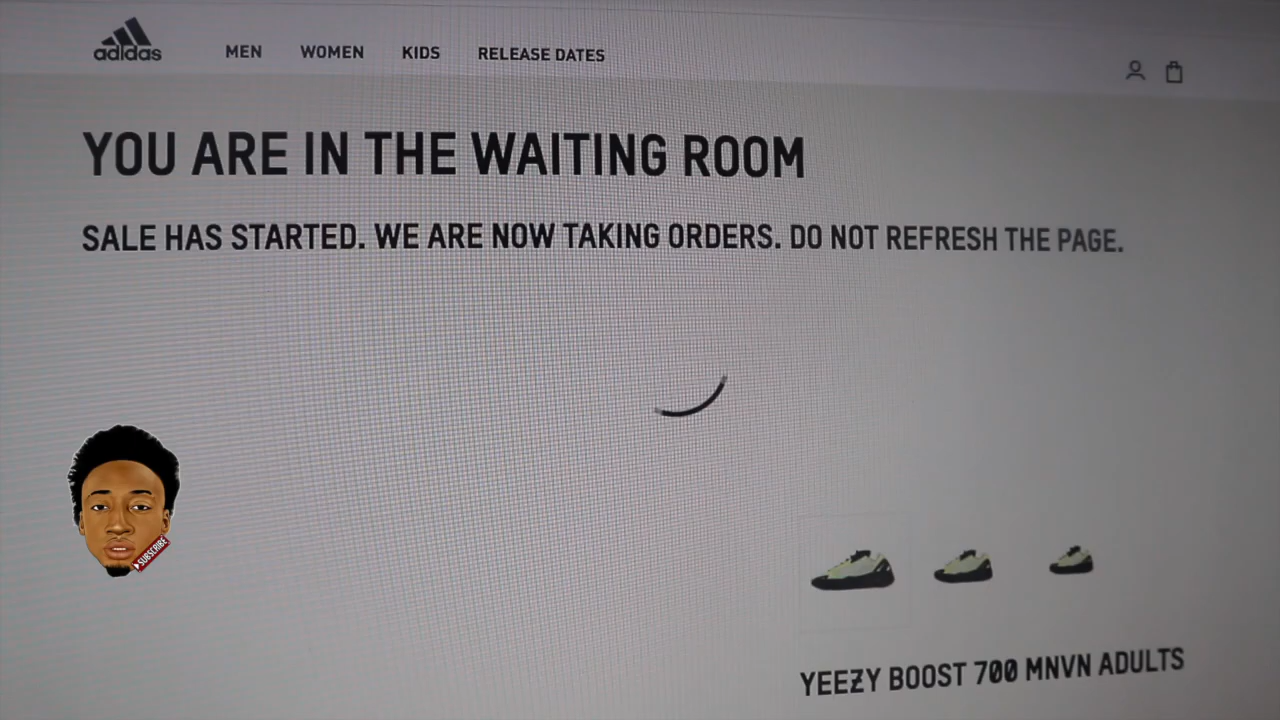 adidas
MEN WOMEN KIDS RELEASE DATES
YOU ARE IN THE WAITING ROOM
SALE HAS STARTED. WE ARE NOW TAKING ORDERS. DO NOT REFRESH THE PAGE.
SUBSCRIBE
YEEZY BOOST 700 MNVN ADULTS